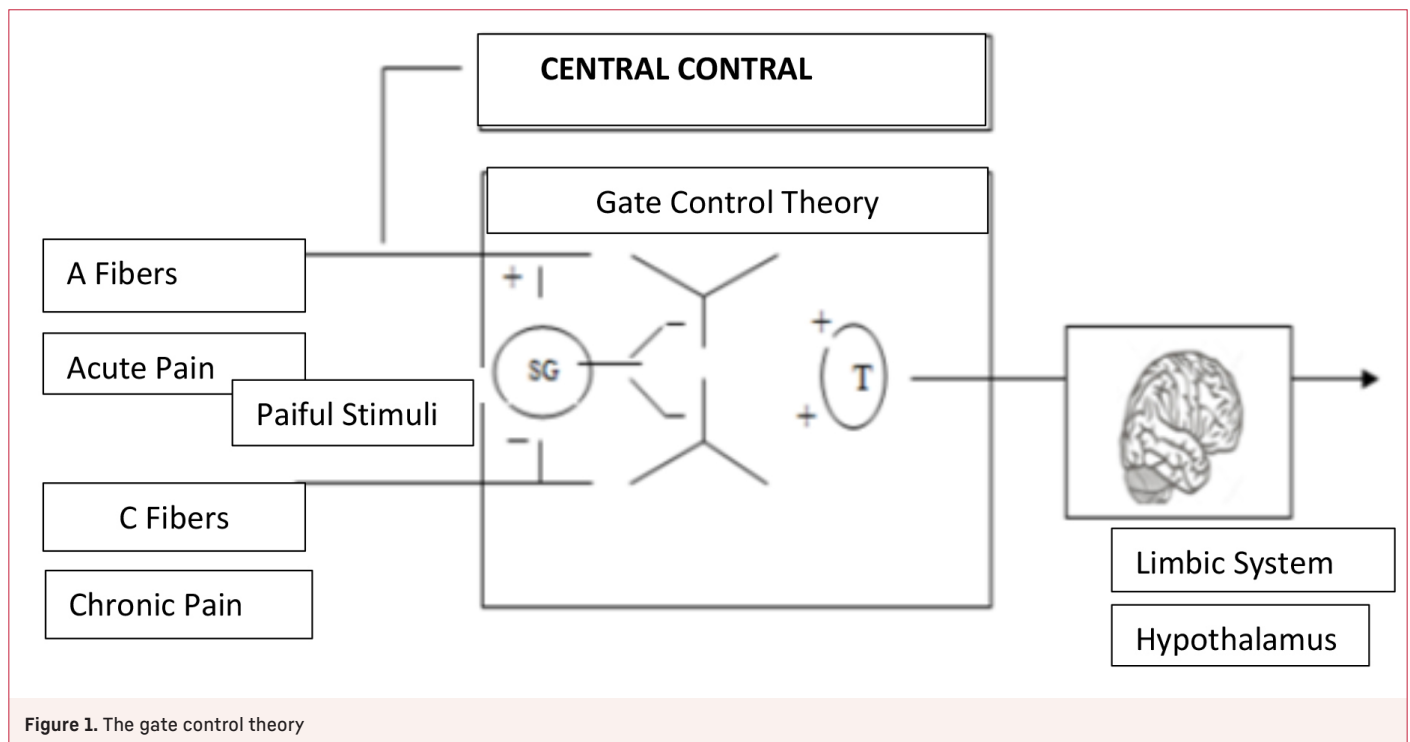 CENTRAL CONTRAL
Gate Control Theory
A Fibers
Acute Pain
Paiful Stimuli
C Fibers
Chronic Pain
+
SG
−
−
−
+
T
+
Limbic System
Hypothalamus
Figure 1. The gate control theory